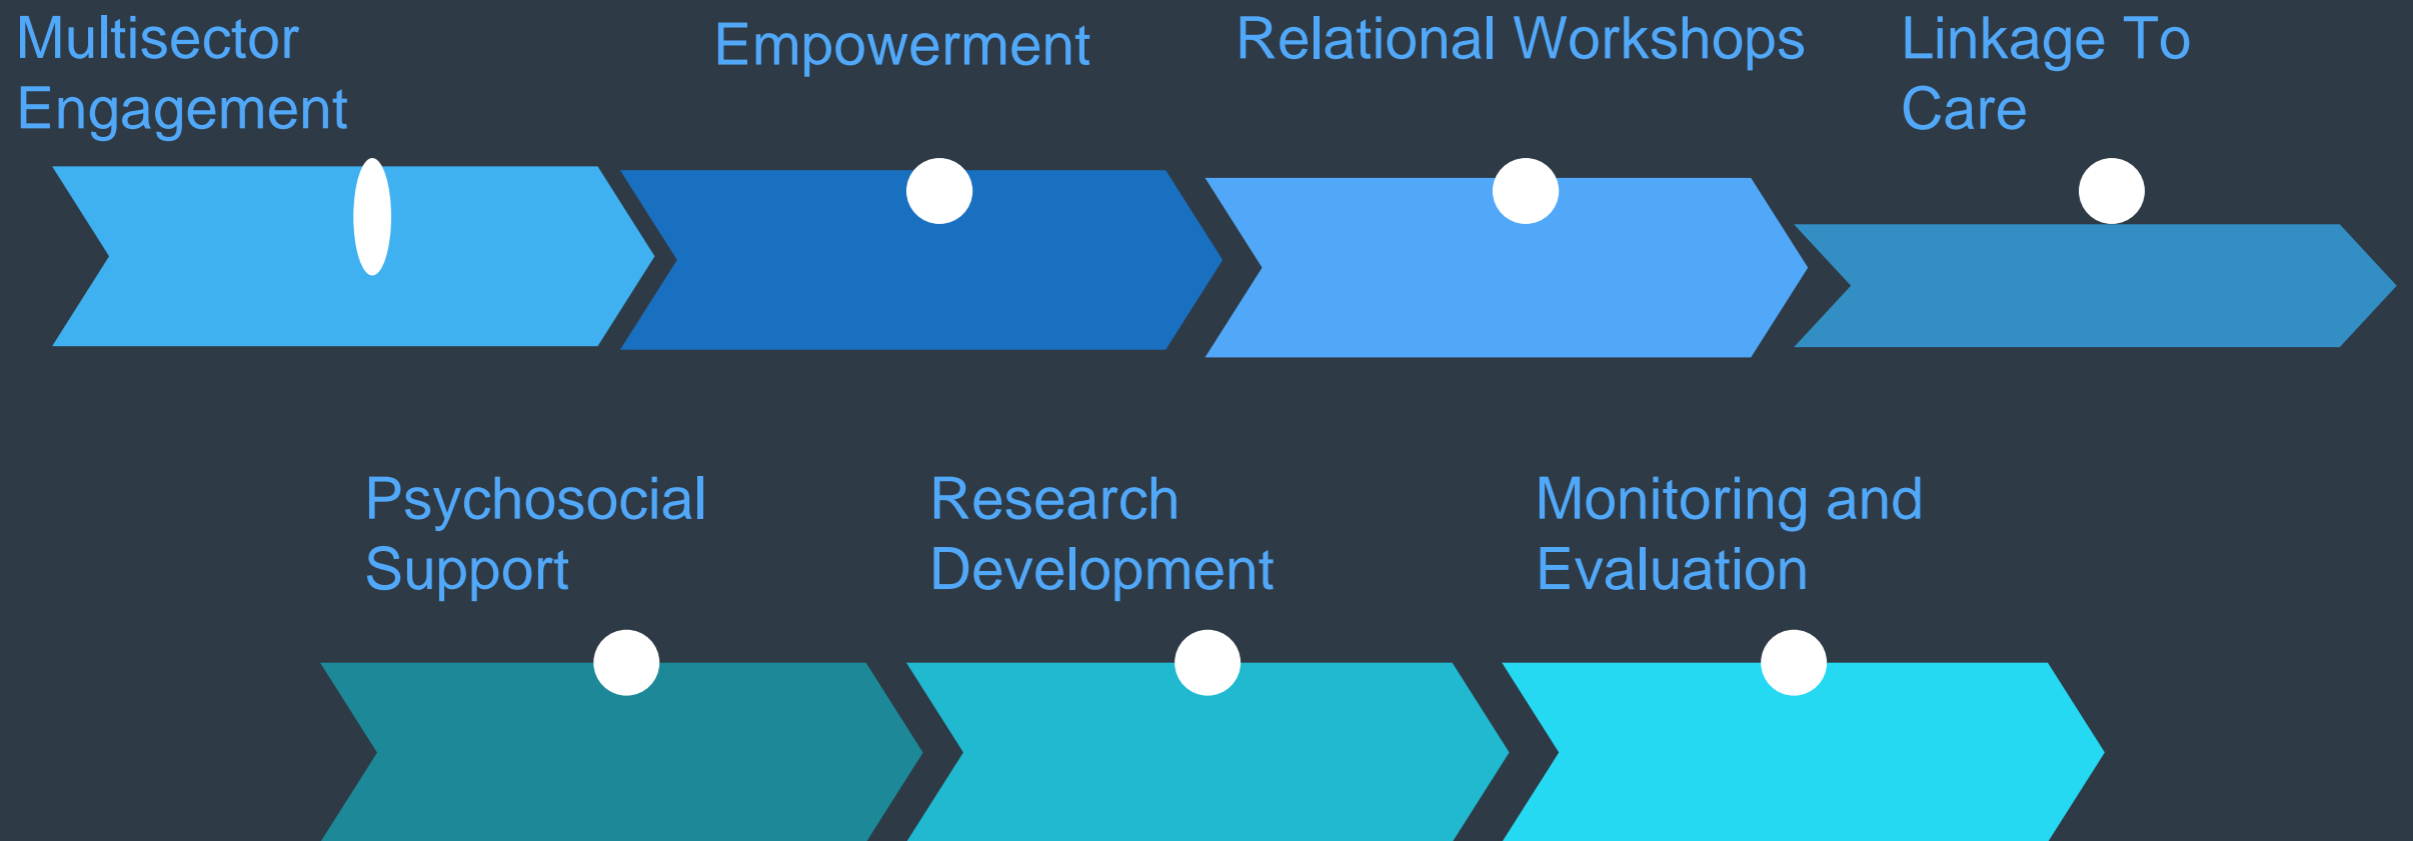 Multisector
Engagement
Empowerment
Relational Workshops
Linkage To
Care
Psychosocial
Support
Research
Development
Monitoring and
Evaluation